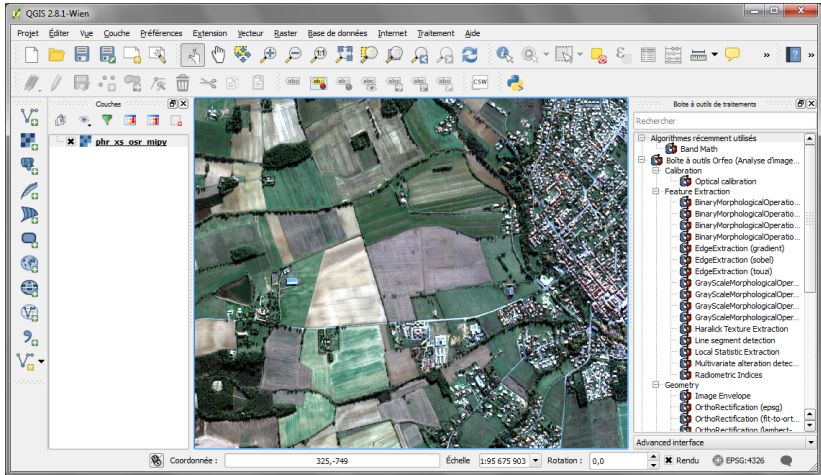 QGIS 2.8.1-Wien
Projet Éditer Vue Couche Préférences Extension Vecteur Raster Base de données Internet Traitement Aide
Couches
phr_xs_osr_mipy
Boîte à outils de traitements
Rechercher
Algorithmes récemment utilisés
Band Math
Boîte à outils Orfeo (Analyse d'image...
Calibration
Optical calibration
Feature Extraction
BinaryMorphologicalOperatio...
BinaryMorphologicalOperatio...
BinaryMorphologicalOperatio...
BinaryMorphologicalOperatio...
EdgeExtraction (gradient)
EdgeExtraction (sobel)
EdgeExtraction (touzi)
GrayScaleMorphologicalOper...
GrayScaleMorphologicalOper...
GrayScaleMorphologicalOper...
GrayScaleMorphologicalOper...
Haralick Texture Extraction
Line segment detection
Local Statistic Extraction
Multivariate alteration detec...
Radiometric Indices
Geometry
Image Envelope
OrthoRectification (epsg)
OrthoRectification (fit-to-ort...
OrthoRectification (lambert-
Advanced interface
Coordonnée : 325,-749 Échelle 1:95 675 903 Rotation : 0,0 Rendu EPSG:4326